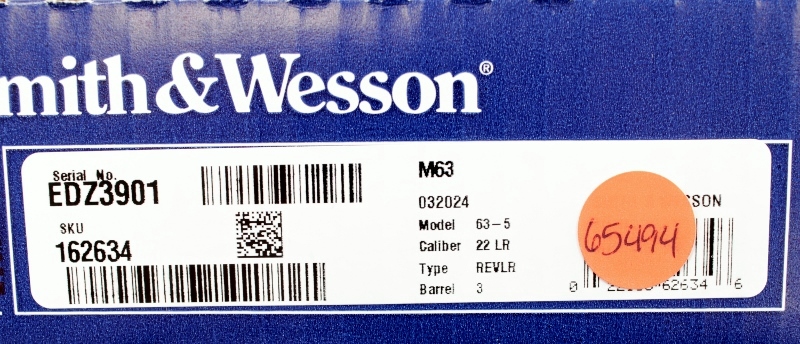 mith&Wesson®
Serial No.
EDZ3901
SKU
162634
M63
032024
Model 63-5
Caliber 22 LR
Type REVLR
Barrel 3
SSON
65494
0 62634 6